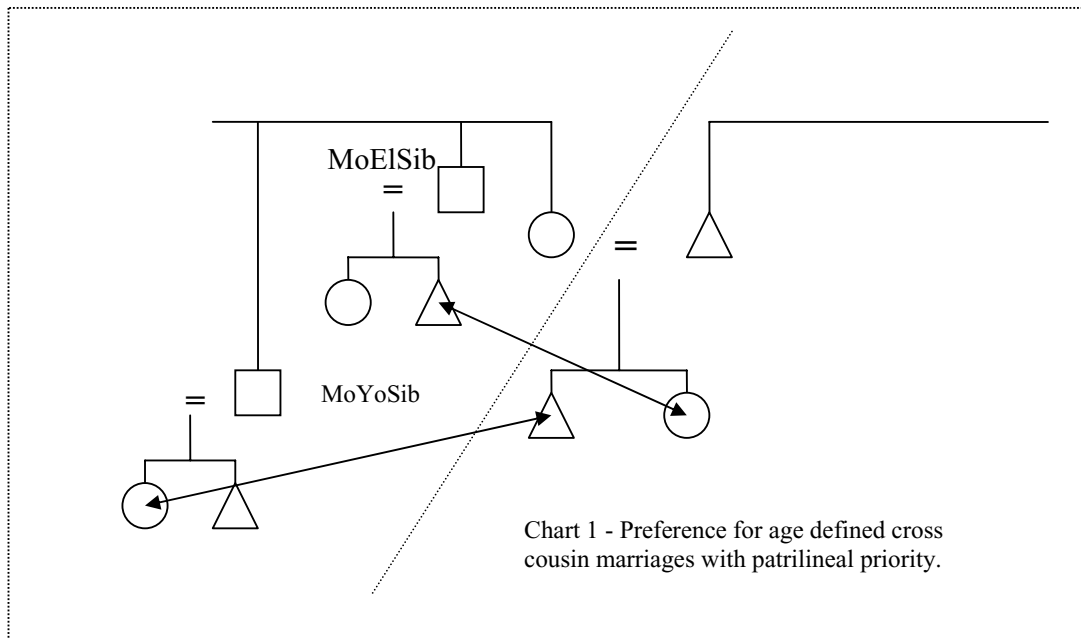 MoElSib
=
=
=
MoYoSib
Chart 1 - Preference for age defined cross
cousin marriages with patrilineal priority.